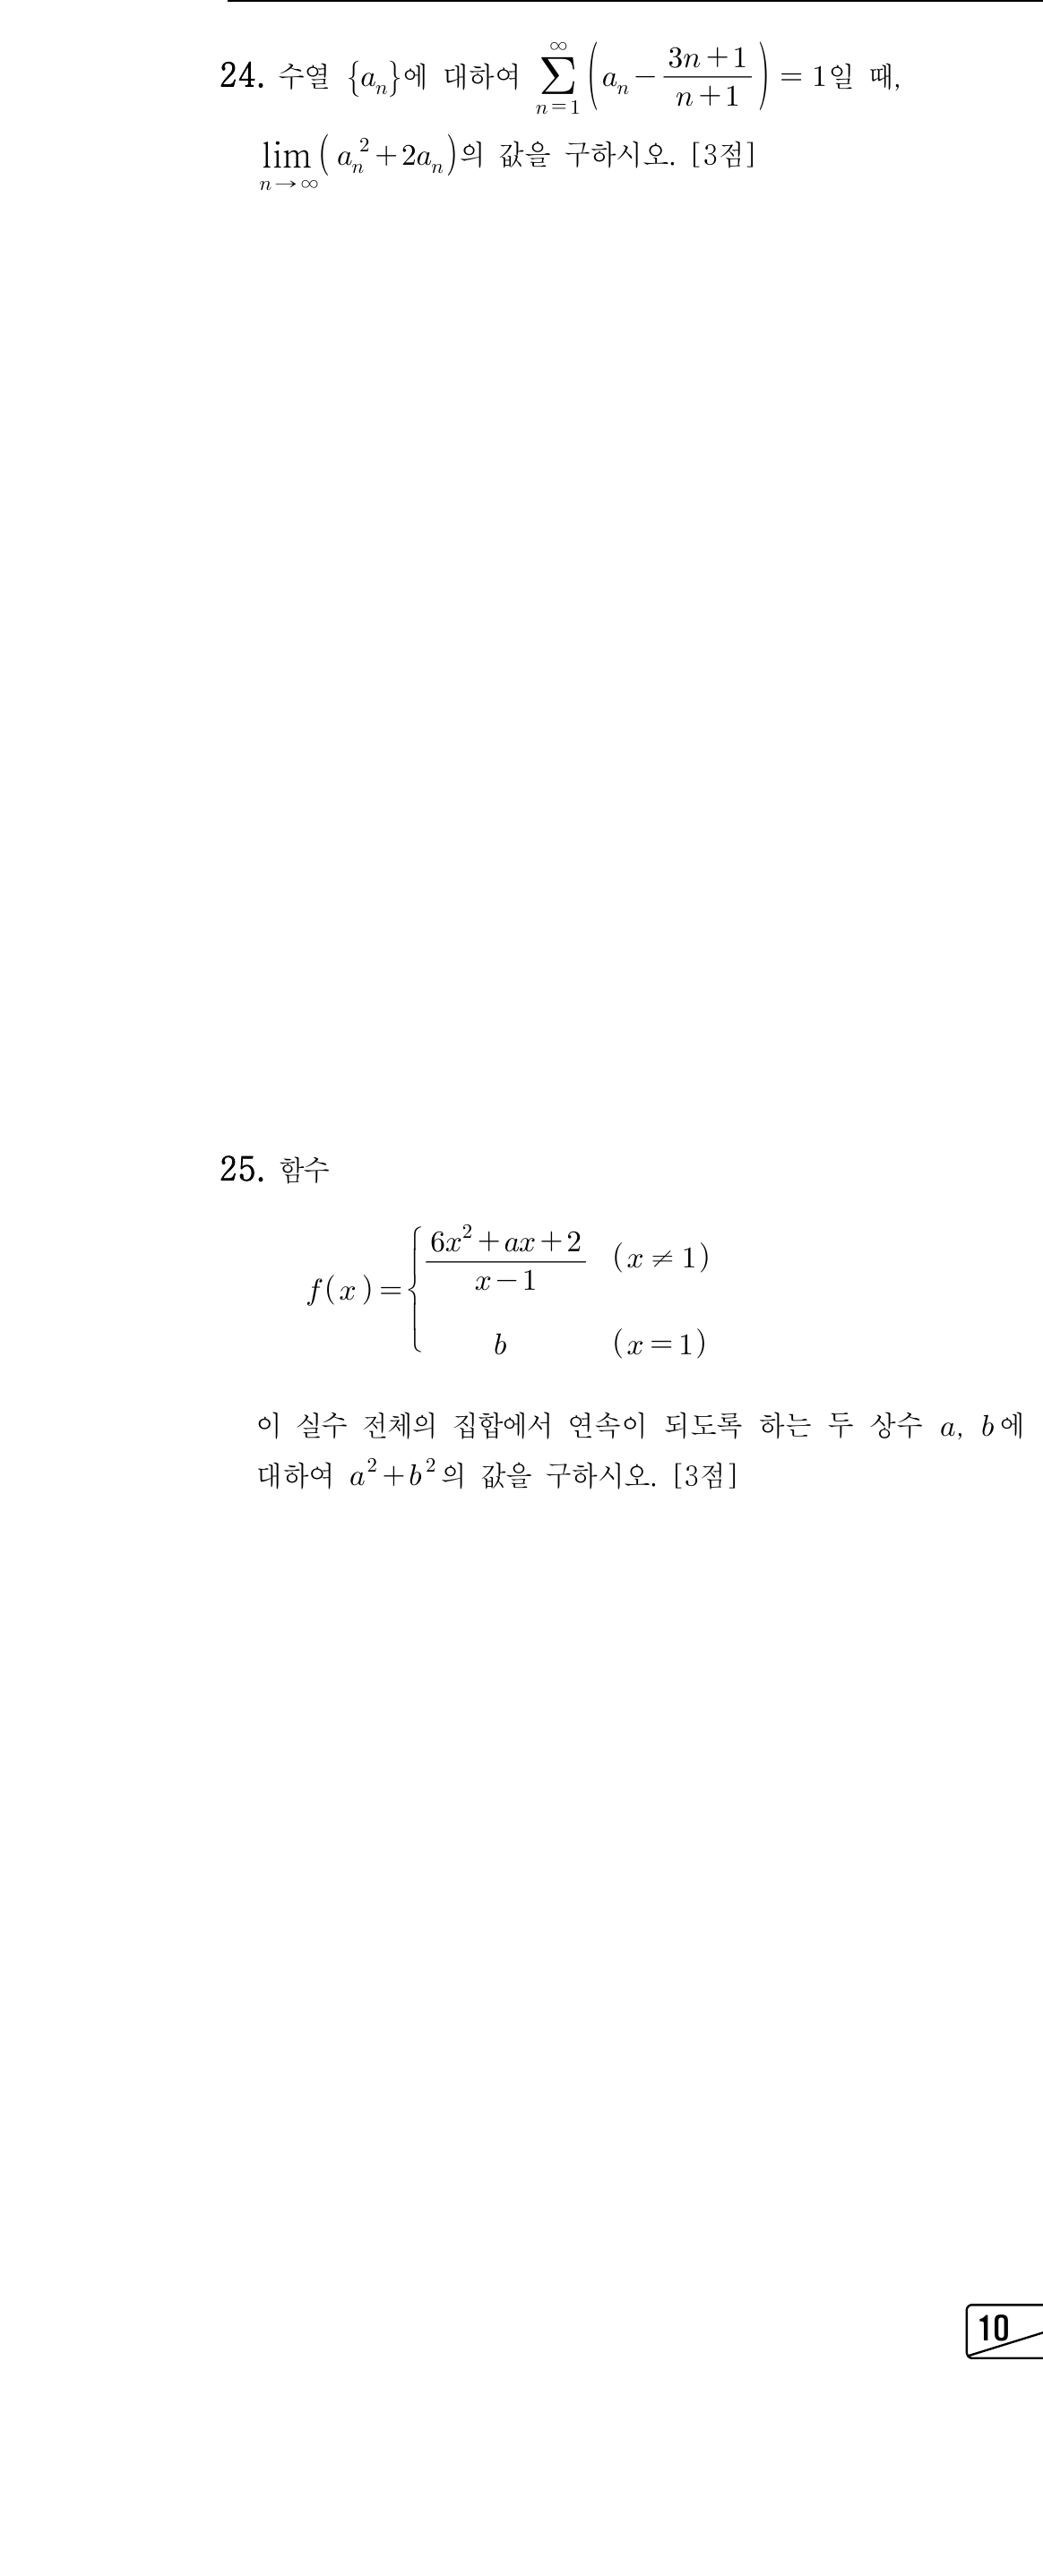 24. 수열 {aₙ}에 대하여 $\sum_{n=1}^{\infty}\left(a_n-\frac{3n+1}{n+1}\right)=1$일 때,
$\lim_{n\to\infty}(a_n^2+2a_n)$의 값을 구하시오. [3점]
25. 함수
$f(x)=\begin{cases}\frac{6x^2+ax+2}{x-1} & (x\neq 1)\\ b & (x=1)\end{cases}$
이 실수 전체의 집합에서 연속이 되도록 하는 두 상수 a, b에
대하여 $a^2+b^2$의 값을 구하시오. [3점]
10